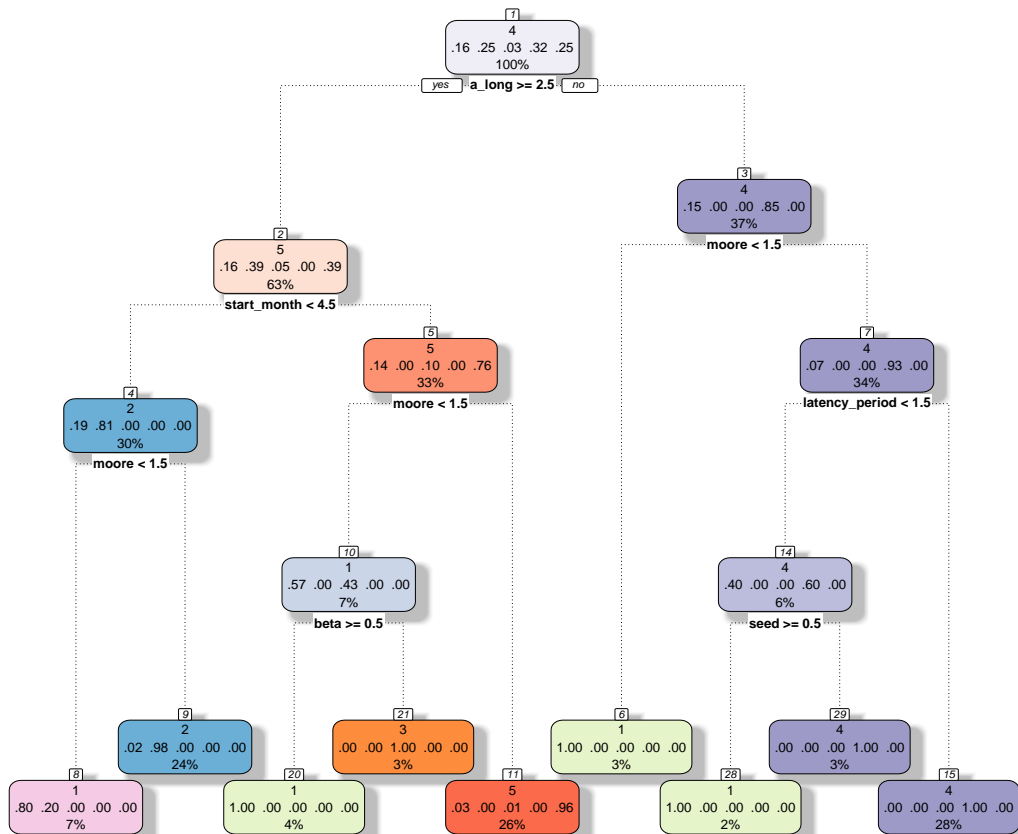 1
4
.16 .25 .03 .32 .25
100%
yes a_long >= 2.5 no
3
4
.15 .00 .00 .85 .00
37%
moore < 1.5
2
5
.16 .39 .05 .00 .39
63%
start_month < 4.5
5
5
.14 .00 .10 .00 .76
33%
moore < 1.5
7
4
.07 .00 .00 .93 .00
34%
latency_period < 1.5
4
2
.19 .81 .00 .00 .00
30%
moore < 1.5
10
1
.57 .00 .43 .00 .00
7%
beta >= 0.5
14
4
.40 .00 .00 .60 .00
6%
seed >= 0.5
9
2
.02 .98 .00 .00 .00
24%
21
3
.00 .00 1.00 .00 .00
3%
6
1
1.00 .00 .00 .00 .00
3%
29
4
.00 .00 .00 1.00 .00
3%
8
1
.80 .20 .00 .00 .00
7%
20
1
1.00 .00 .00 .00 .00
4%
11
5
.03 .00 .01 .00 .96
26%
28
1
1.00 .00 .00 .00 .00
2%
15
4
.00 .00 .00 1.00 .00
28%